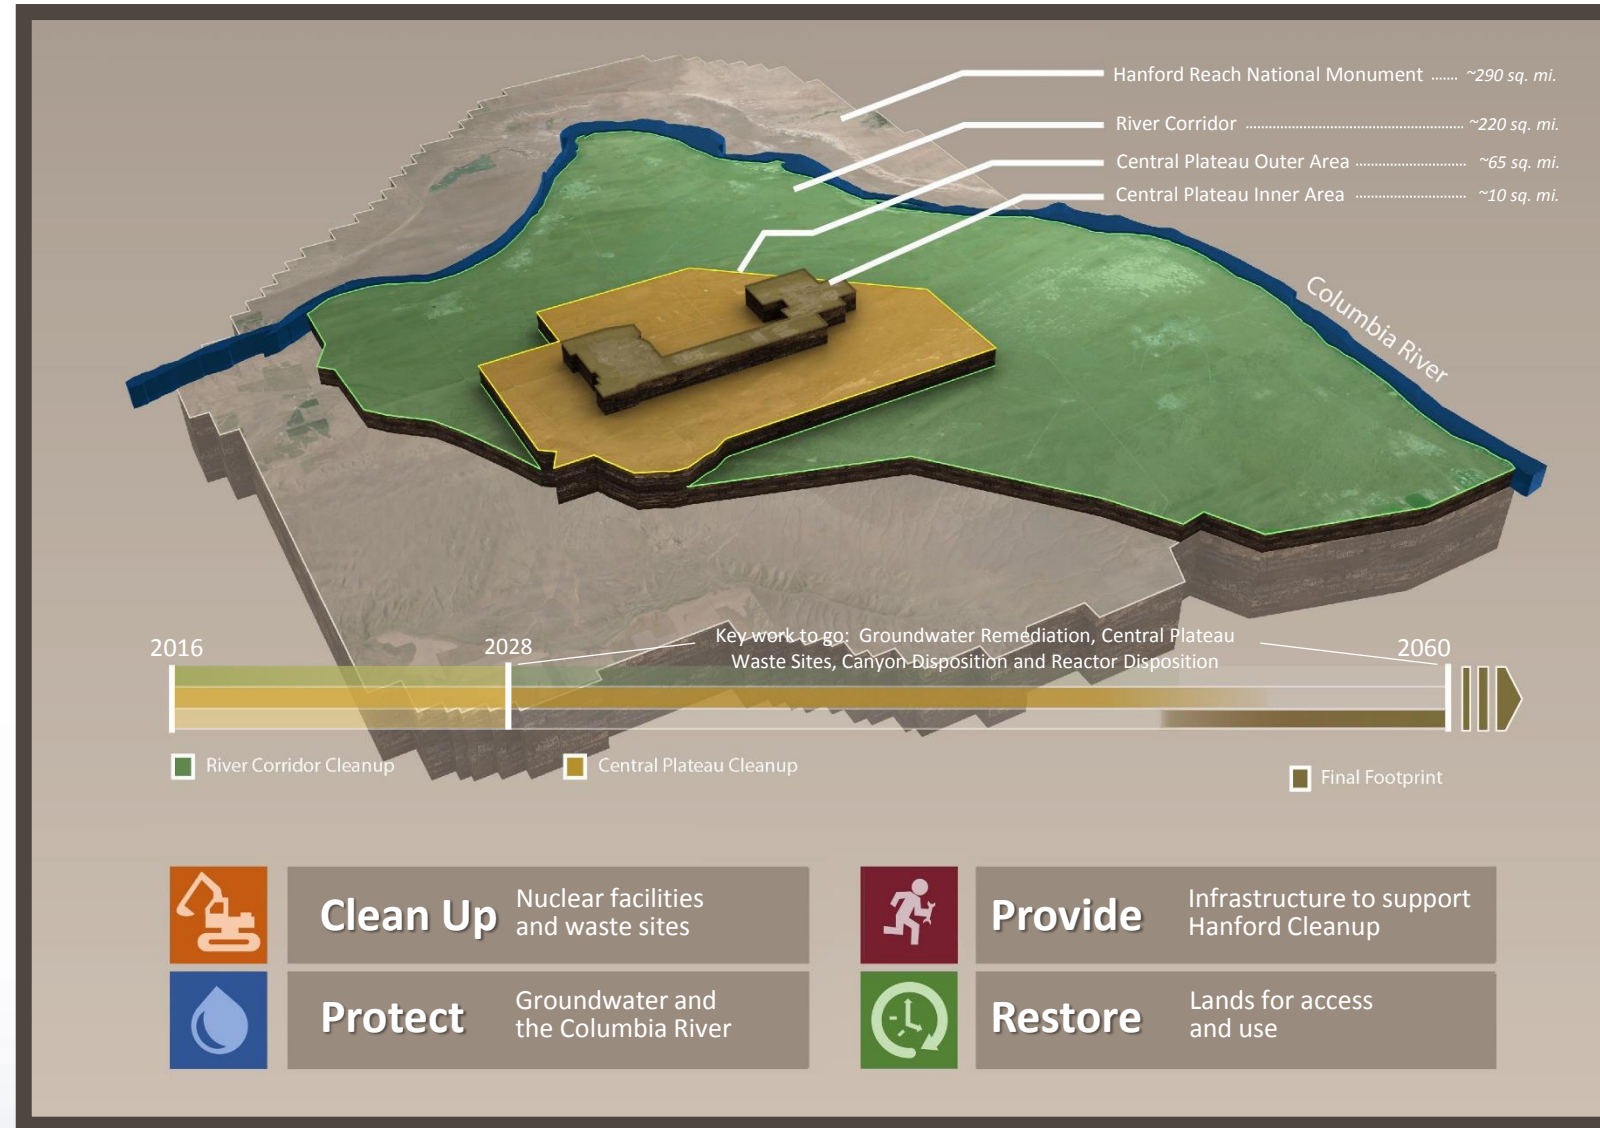 Hanford Reach National Monument ....... ~290 sq. mi.
River Corridor ................................ ~220 sq. mi.
Central Plateau Outer Area ................ ~65 sq. mi.
Central Plateau Inner Area ................ ~10 sq. mi.
Columbia River
2016
2028
Key work to go: Groundwater Remediation, Central Plateau
Waste Sites, Canyon Disposition and Reactor Disposition
2060
River Corridor Cleanup
Central Plateau Cleanup
Final Footprint
Clean Up
Nuclear facilities
and waste sites
Provide
Infrastructure to support
Hanford Cleanup
Protect
Groundwater and
the Columbia River
Restore
Lands for access
and use